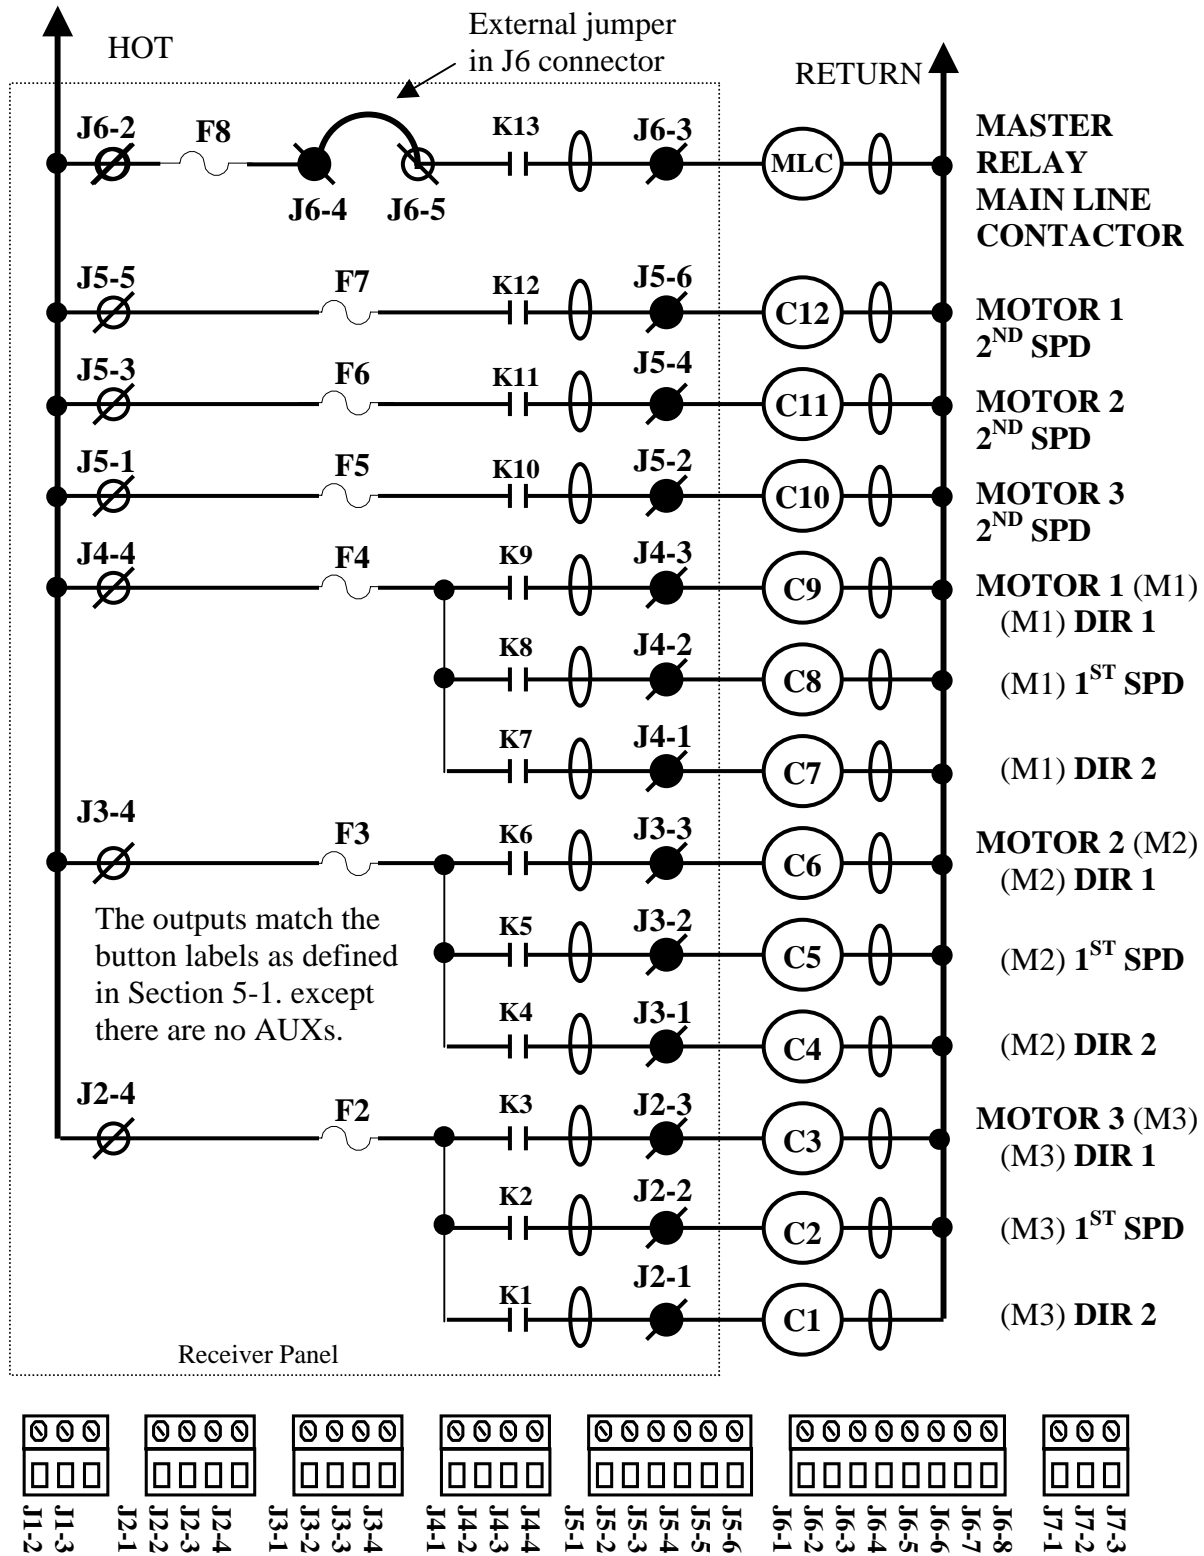 HOT
External jumper
in J6 connector
RETURN
J6-2
F8
J6-4
J6-5
K13
J6-3
MLC
MASTER
RELAY
MAIN LINE
CONTACTOR
J5-5
F7
K12
J5-6
C12
MOTOR 1
2ND SPD
J5-3
F6
K11
J5-4
C11
MOTOR 2
2ND SPD
J5-1
F5
K10
J5-2
C10
MOTOR 3
2ND SPD
J4-4
F4
K9
J4-3
C9
MOTOR 1 (M1)
(M1) DIR 1
K8
J4-2
C8
(M1) 1ST SPD
K7
J4-1
C7
(M1) DIR 2
J3-4
F3
K6
J3-3
C6
MOTOR 2 (M2)
(M2) DIR 1
The outputs match the
button labels as defined
in Section 5-1. except
there are no AUXs.
K5
J3-2
C5
(M2) 1ST SPD
K4
J3-1
C4
(M2) DIR 2
J2-4
F2
K3
J2-3
C3
MOTOR 3 (M3)
(M3) DIR 1
K2
J2-2
C2
(M3) 1ST SPD
K1
J2-1
C1
(M3) DIR 2
Receiver Panel
J1-2
J1-3
J2-1
J2-2
J2-3
J2-4
J3-1
J3-2
J3-3
J3-4
J4-1
J4-2
J4-3
J4-4
J5-1
J5-2
J5-3
J5-4
J5-5
J5-6
J6-1
J6-2
J6-3
J6-4
J6-5
J6-6
J6-7
J6-8
J7-1
J7-2
J7-3